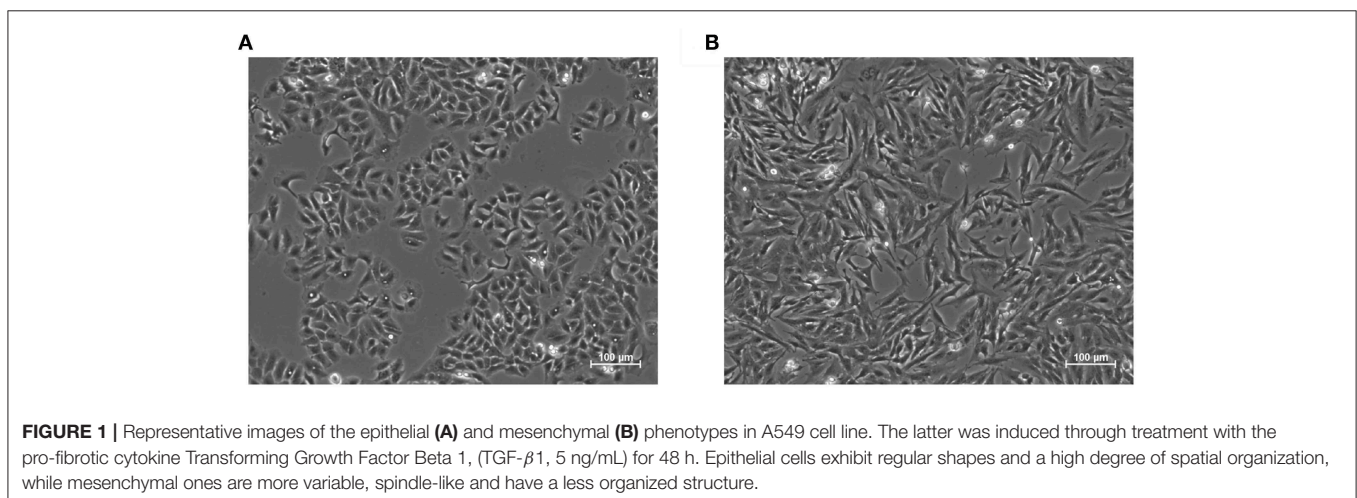 A
B
100 µm
100 µm
FIGURE 1 | Representative images of the epithelial (A) and mesenchymal (B) phenotypes in A549 cell line. The latter was induced through treatment with the
pro-fibrotic cytokine Transforming Growth Factor Beta 1, (TGF-β1, 5 ng/mL) for 48 h. Epithelial cells exhibit regular shapes and a high degree of spatial organization,
while mesenchymal ones are more variable, spindle-like and have a less organized structure.